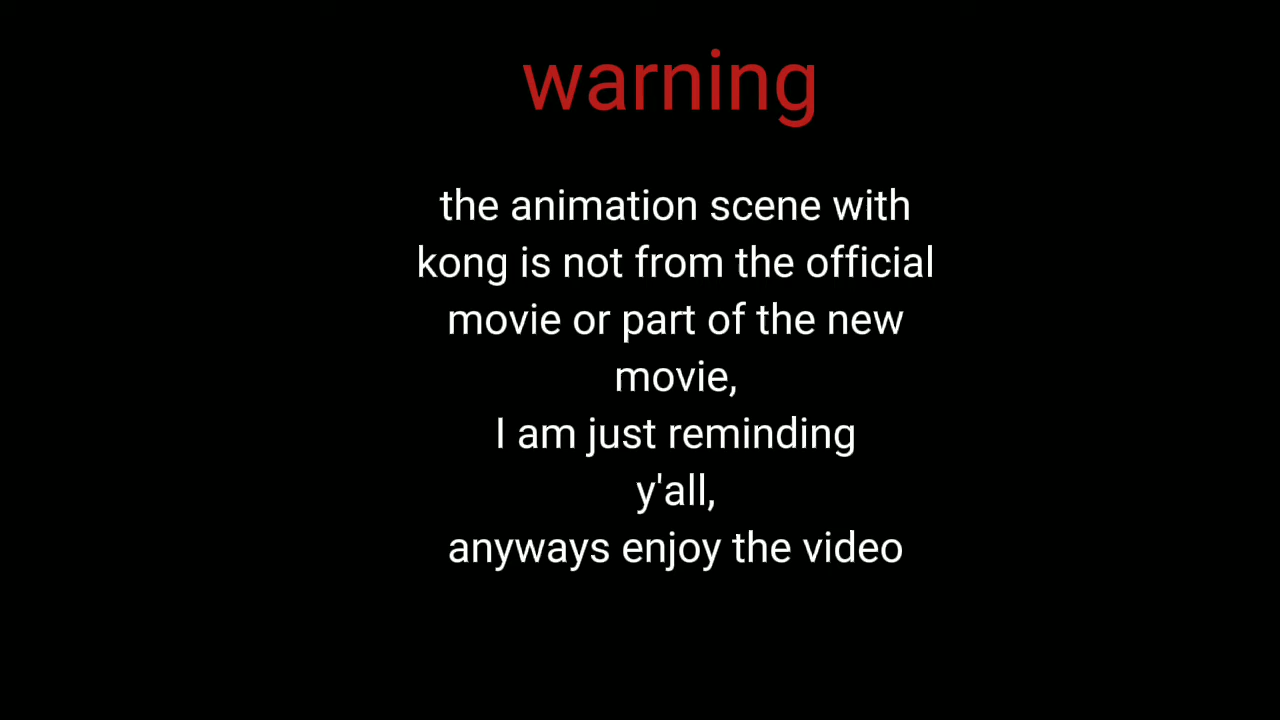 warning
the animation scene with
kong is not from the official
movie or part of the new
movie,
I am just reminding
y'all,
anyways enjoy the video